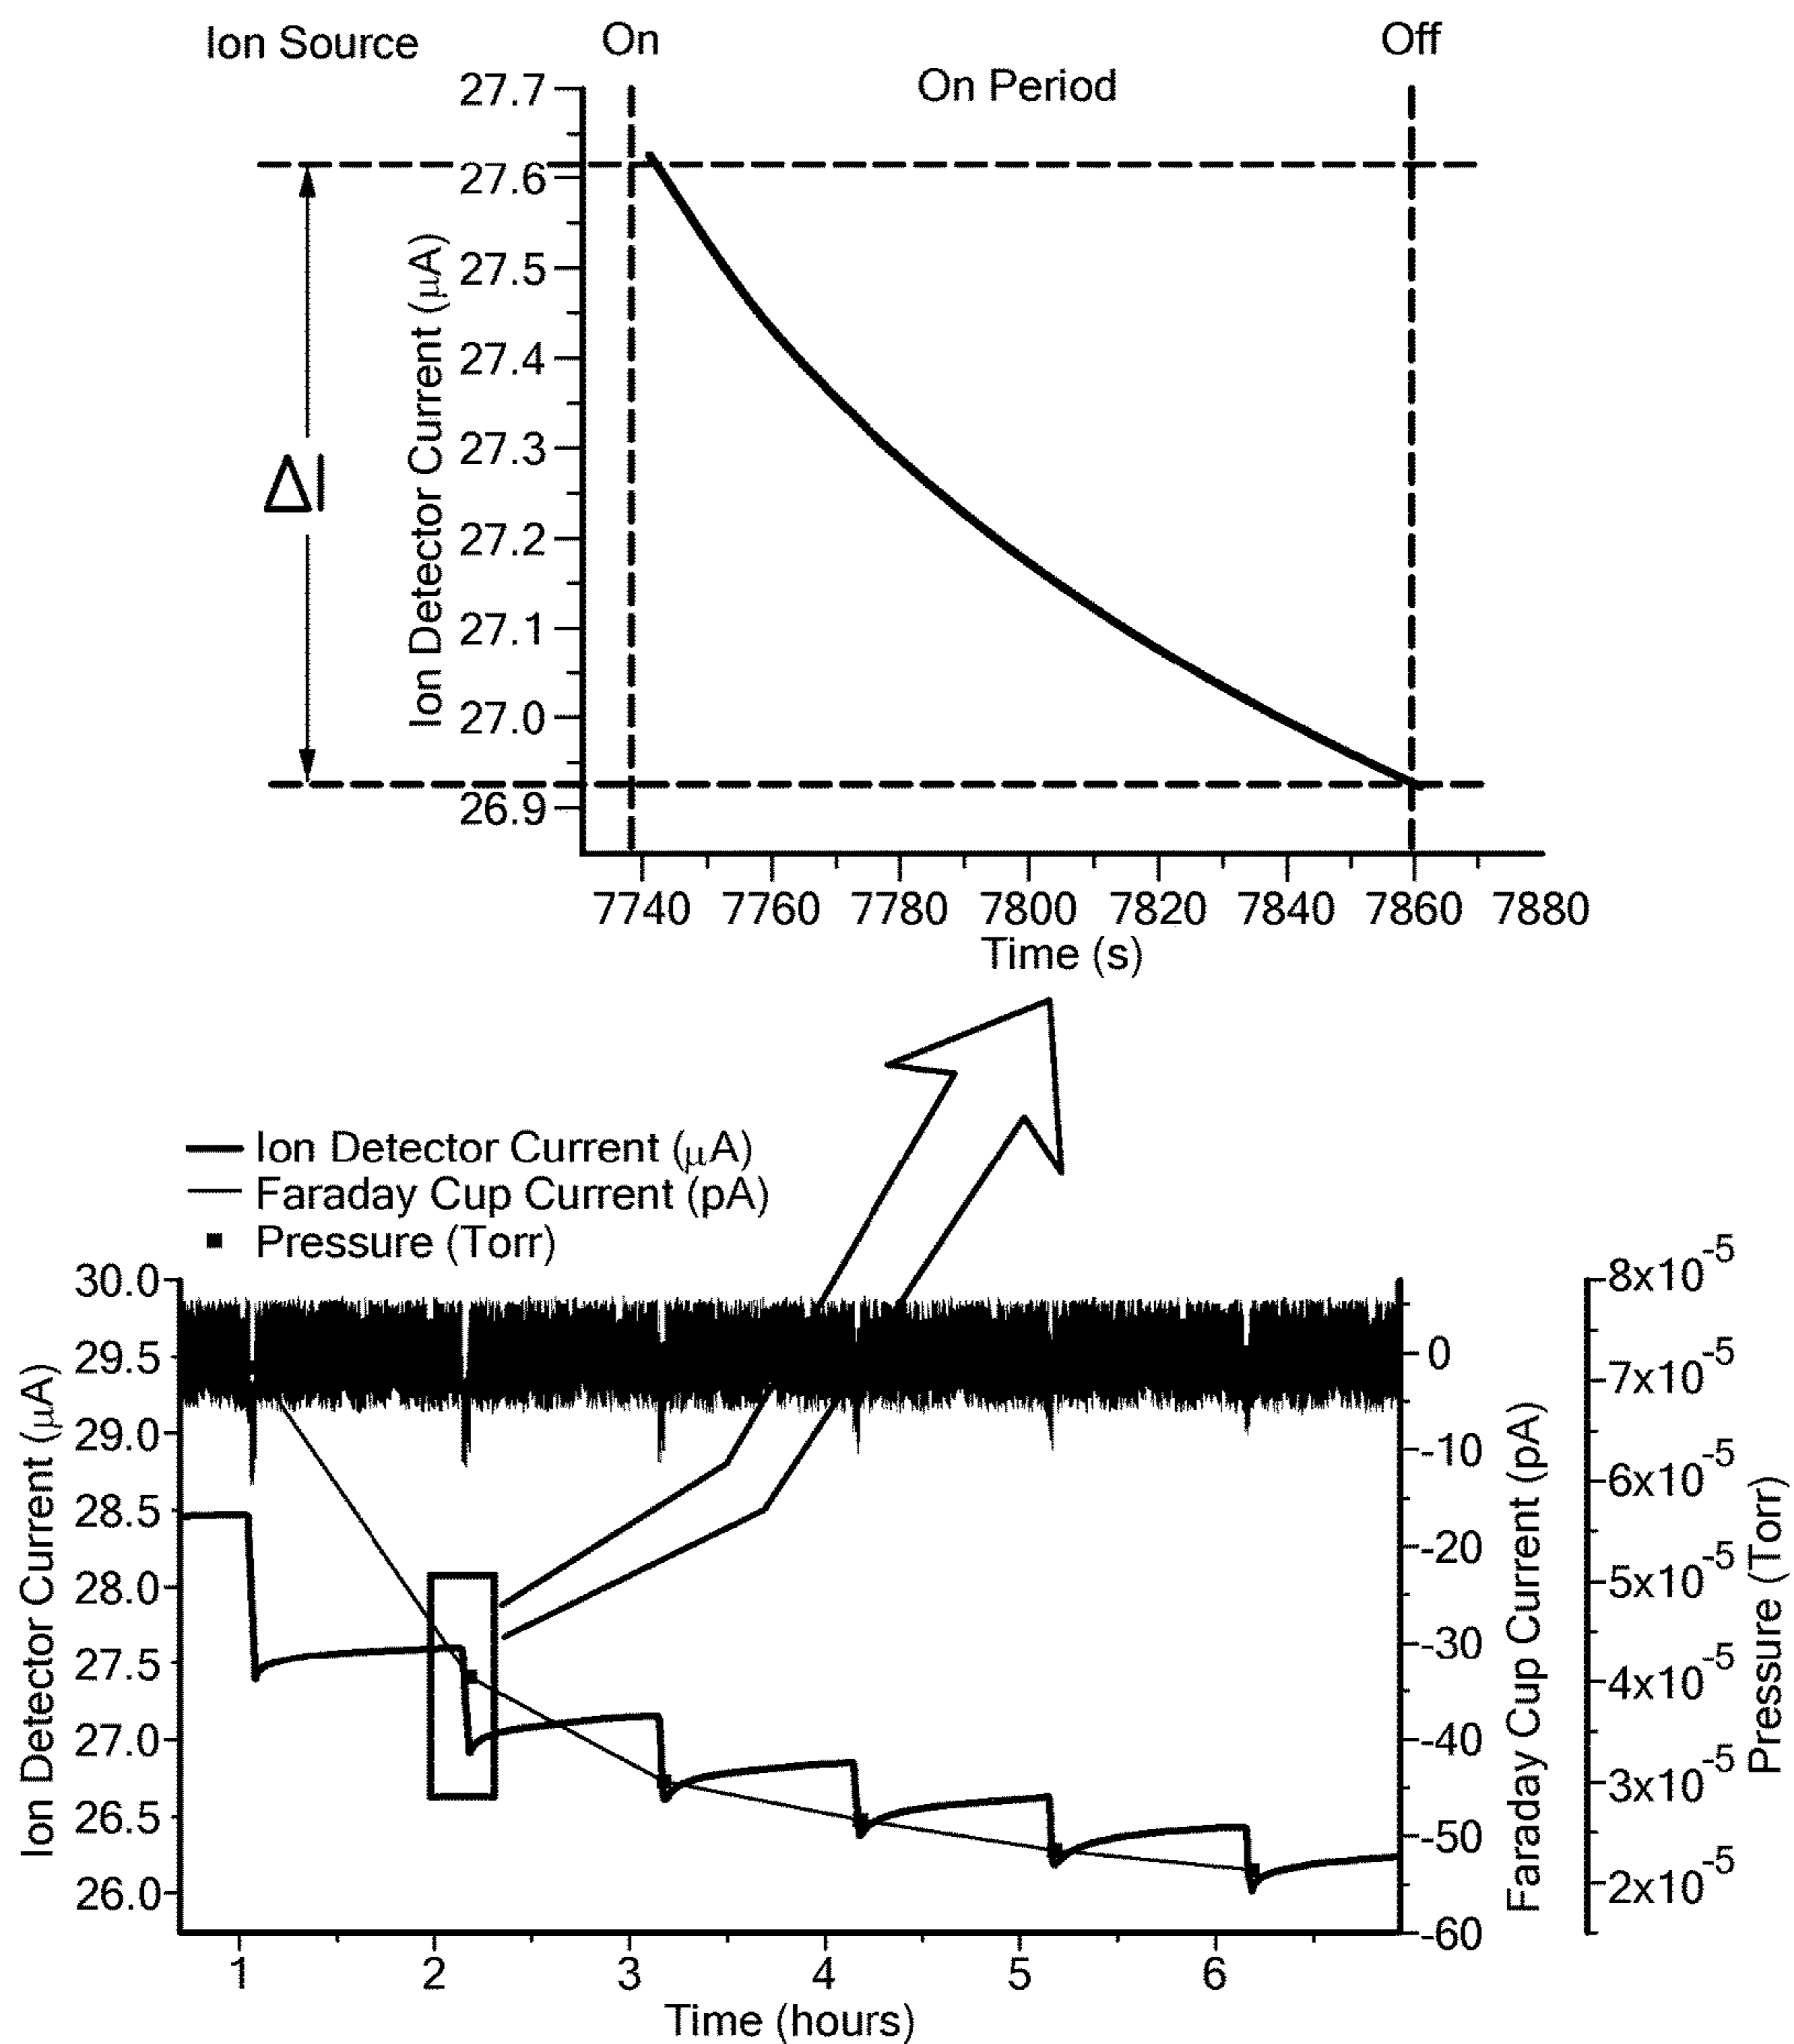 Ion Source On Off
On Period
27.7
27.6
27.5
27.4
27.3
27.2
27.1
27.0
26.9
Ion Detector Current (μA)
ΔI
7740 7760 7780 7800 7820 7840 7860 7880
Time (s)
Ion Detector Current (μA)
Faraday Cup Current (pA)
Pressure (Torr)
30.0
29.5
29.0
28.5
28.0
27.5
27.0
26.5
26.0
Ion Detector Current (μA)
0
-10
-20
-30
-40
-50
-60
Faraday Cup Current (pA)
8x10⁻⁵
7x10⁻⁵
6x10⁻⁵
5x10⁻⁵
4x10⁻⁵
3x10⁻⁵
2x10⁻⁵
Pressure (Torr)
1 2 3 4 5 6
Time (hours)